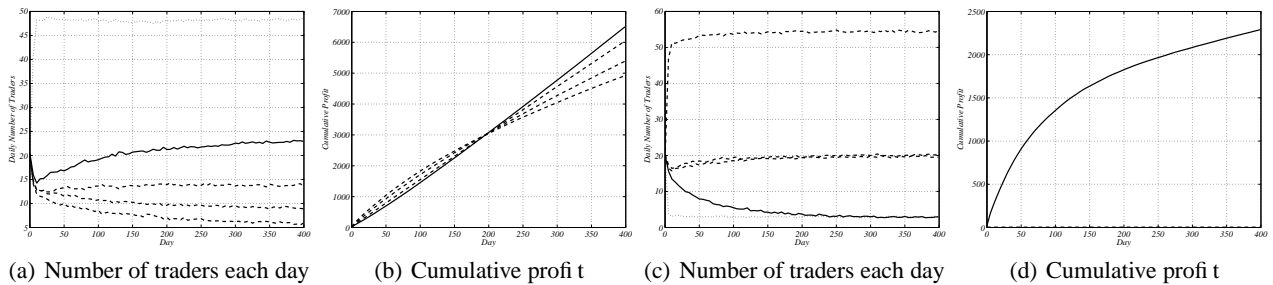 50
45
40
35
30
25
20
15
10
5
0 50 100 150 200 250 300 350 400
Daily Number of Traders
Day
7000
6000
5000
4000
3000
2000
1000
0
0 50 100 150 200 250 300 350 400
Cumulative Profit
Day
60
50
40
30
20
10
0
0 50 100 150 200 250 300 350 400
Daily Number of Traders
Day
2500
2000
1500
1000
500
0
0 50 100 150 200 250 300 350 400
Cumulative Profit
Day
(a) Number of traders each day
(b) Cumulative profi t
(c) Number of traders each day
(d) Cumulative profi t